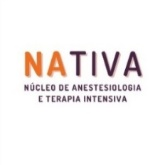 NATIVA
NÚCLEO DE ANESTESIOLOGIA
E TERAPIA INTENSIVA